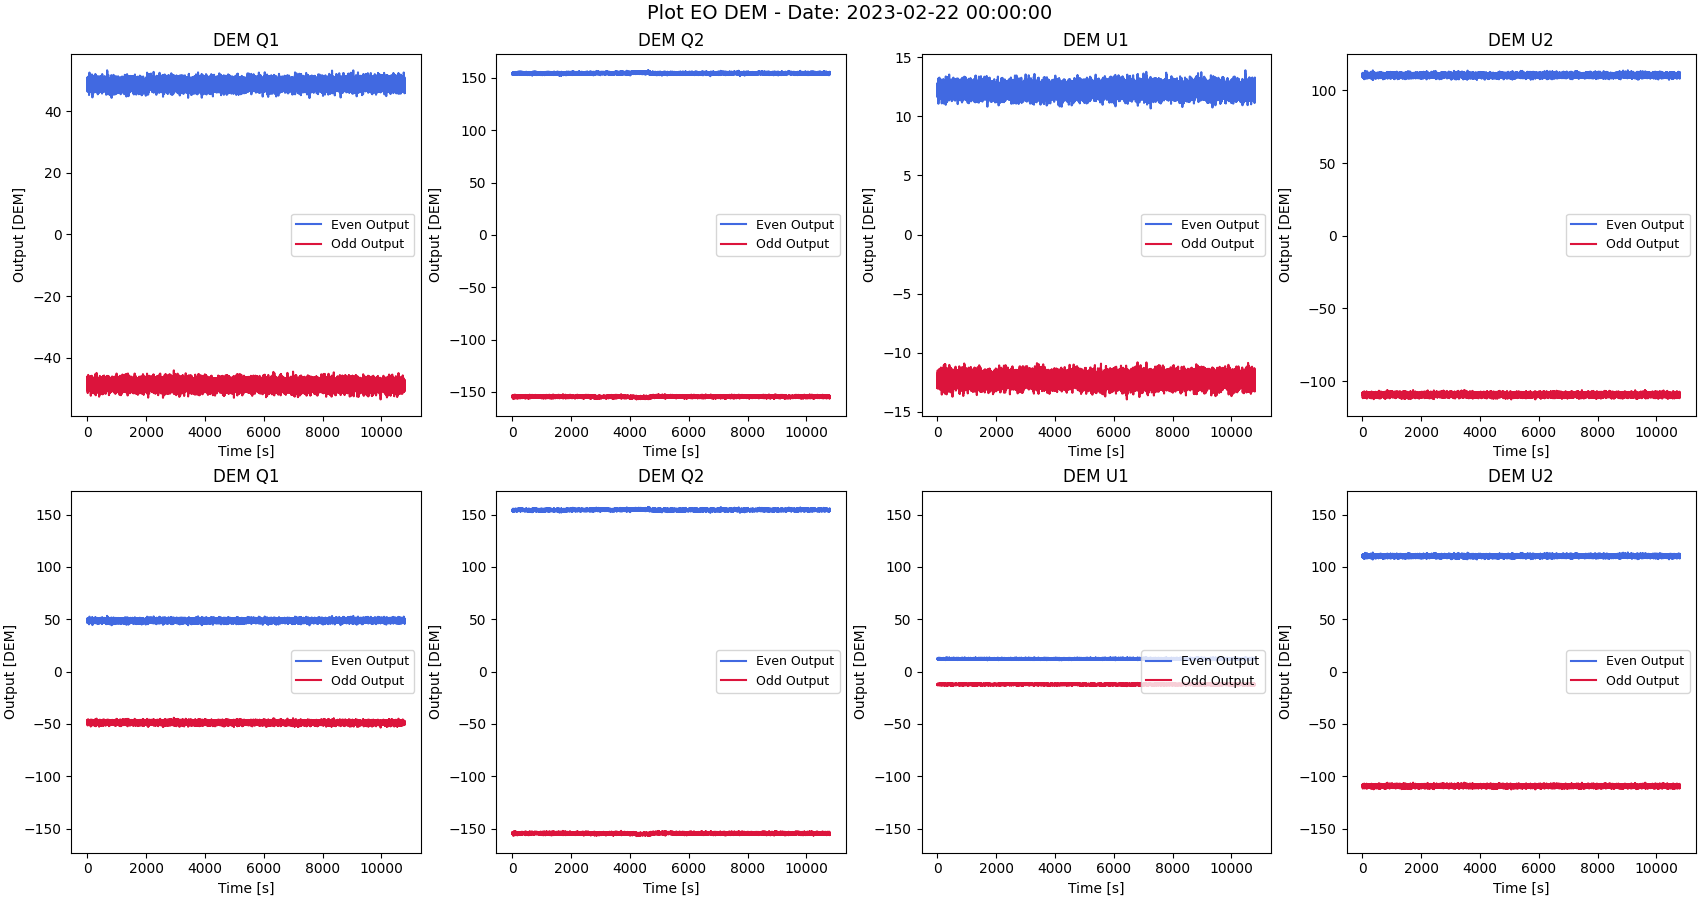 Plot EO DEM - Date: 2023-02-22 00:00:00
DEM Q1
Output [DEM]
40
20
0
−20
−40
Even Output
Odd Output
0 2000 4000 6000 8000 10000
Time [s]
DEM Q2
Output [DEM]
150
100
50
0
−50
−100
−150
Even Output
Odd Output
0 2000 4000 6000 8000 10000
Time [s]
DEM U1
Output [DEM]
15
10
5
0
−5
−10
−15
Even Output
Odd Output
0 2000 4000 6000 8000 10000
Time [s]
DEM U2
Output [DEM]
100
50
0
−50
−100
Even Output
Odd Output
0 2000 4000 6000 8000 10000
Time [s]
DEM Q1
Output [DEM]
150
100
50
0
−50
−100
−150
Even Output
Odd Output
0 2000 4000 6000 8000 10000
Time [s]
DEM Q2
Output [DEM]
150
100
50
0
−50
−100
−150
Even Output
Odd Output
0 2000 4000 6000 8000 10000
Time [s]
DEM U1
Output [DEM]
150
100
50
0
−50
−100
−150
Even Output
Odd Output
0 2000 4000 6000 8000 10000
Time [s]
DEM U2
Output [DEM]
150
100
50
0
−50
−100
−150
Even Output
Odd Output
0 2000 4000 6000 8000 10000
Time [s]